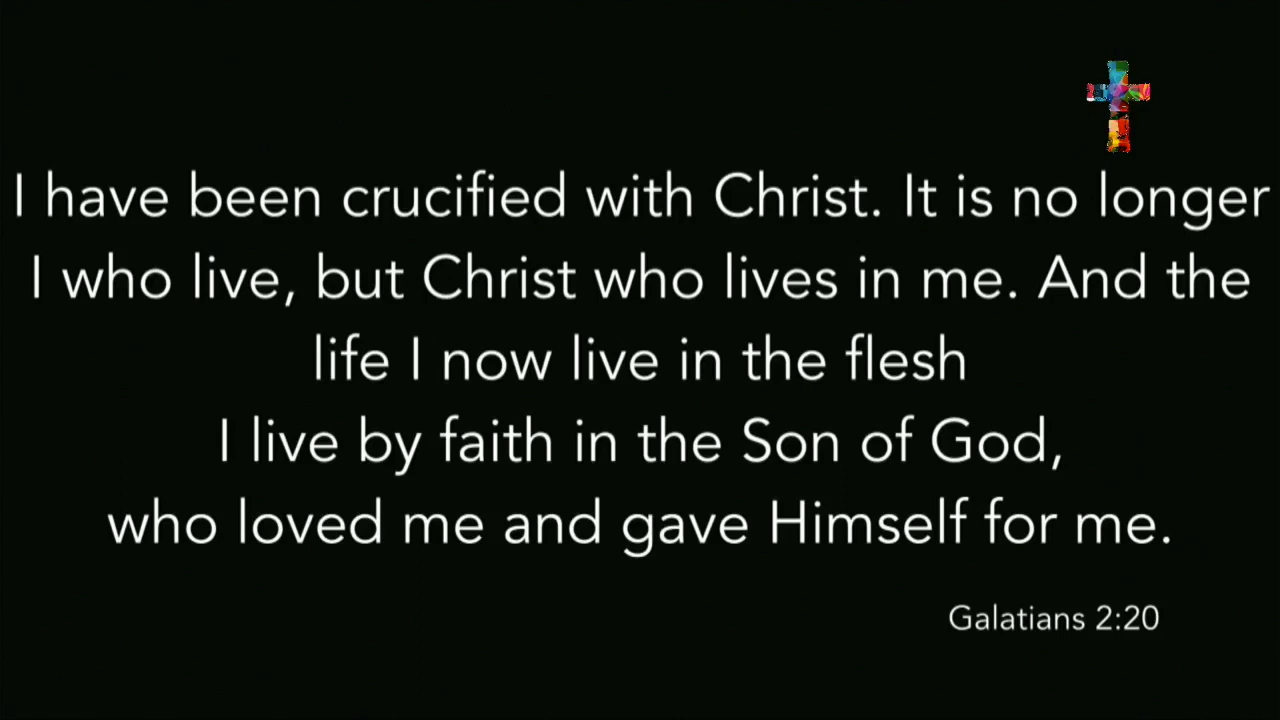 I have been crucified with Christ. It is no longer
I who live, but Christ who lives in me. And the
life I now live in the flesh
I live by faith in the Son of God,
who loved me and gave Himself for me.
Galatians 2:20